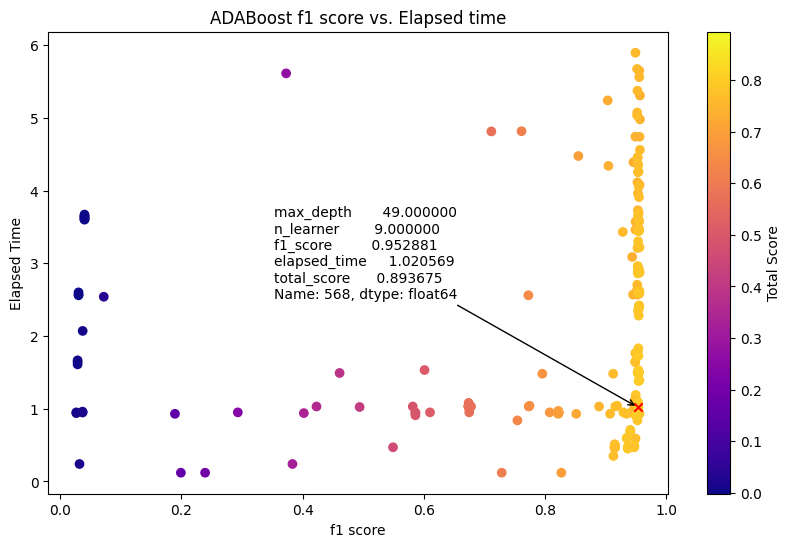 ADABoost f1 score vs. Elapsed time
6
5
4
3
2
1
0
Elapsed Time
max_depth 49.000000
n_learner 9.000000
f1_score 0.952881
elapsed_time 1.020569
total_score 0.893675
Name: 568, dtype: float64
0.0 0.2 0.4 0.6 0.8 1.0
f1 score
0.8
0.7
0.6
0.5
0.4
0.3
0.2
0.1
0.0
Total Score